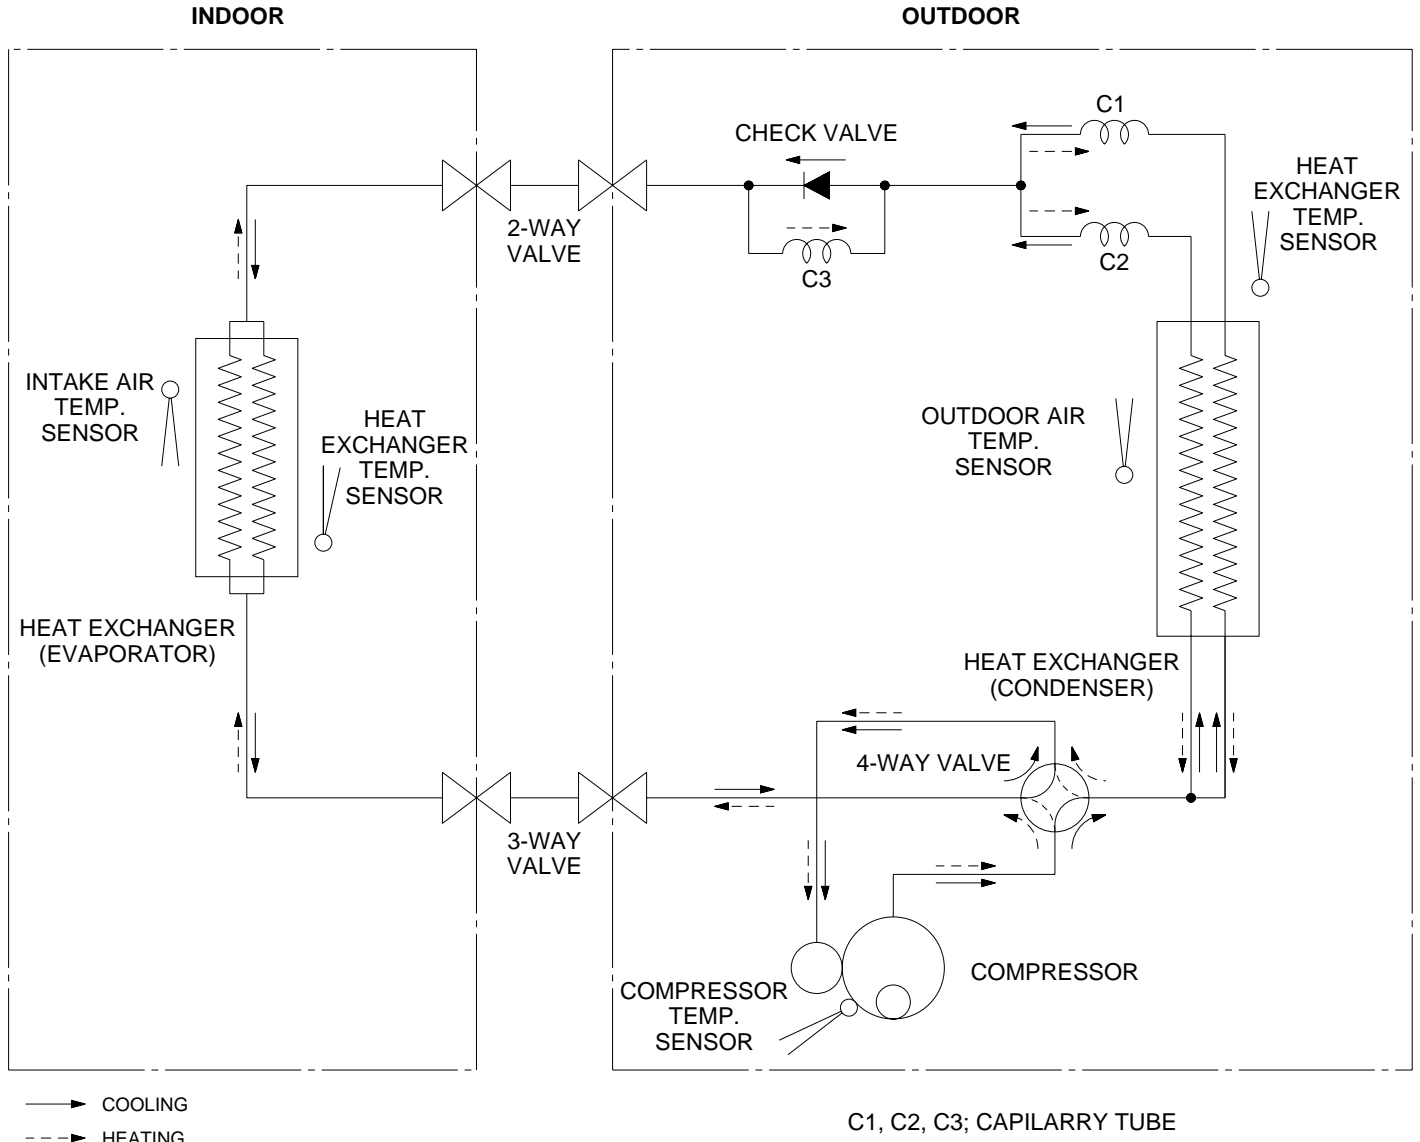 INDOOR
OUTDOOR
C1
CHECK VALVE
HEAT
EXCHANGER
TEMP.
SENSOR
2-WAY
VALVE
C3
C2
INTAKE AIR
TEMP.
SENSOR
HEAT
EXCHANGER
TEMP.
SENSOR
OUTDOOR AIR
TEMP.
SENSOR
HEAT EXCHANGER
(EVAPORATOR)
HEAT EXCHANGER
(CONDENSER)
4-WAY VALVE
3-WAY
VALVE
COMPRESSOR
COMPRESSOR
TEMP.
SENSOR
COOLING
HEATING
C1, C2, C3; CAPILARRY TUBE